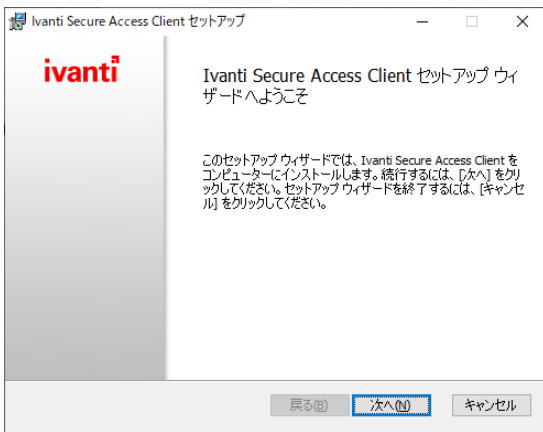 Ivanti Secure Access Client セットアップ
ivanti
Ivanti Secure Access Client セットアップ ウィ
ザードへようこそ
このセットアップ ウィザードでは、Ivanti Secure Access Client を
コンピューターにインストールします。続行するには、[次へ] をクリ
ックしてください。セットアップ ウィザードを終了するには、[キャンセ
ル] をクリックしてください。
戻る(B) 次へ(N) キャンセル